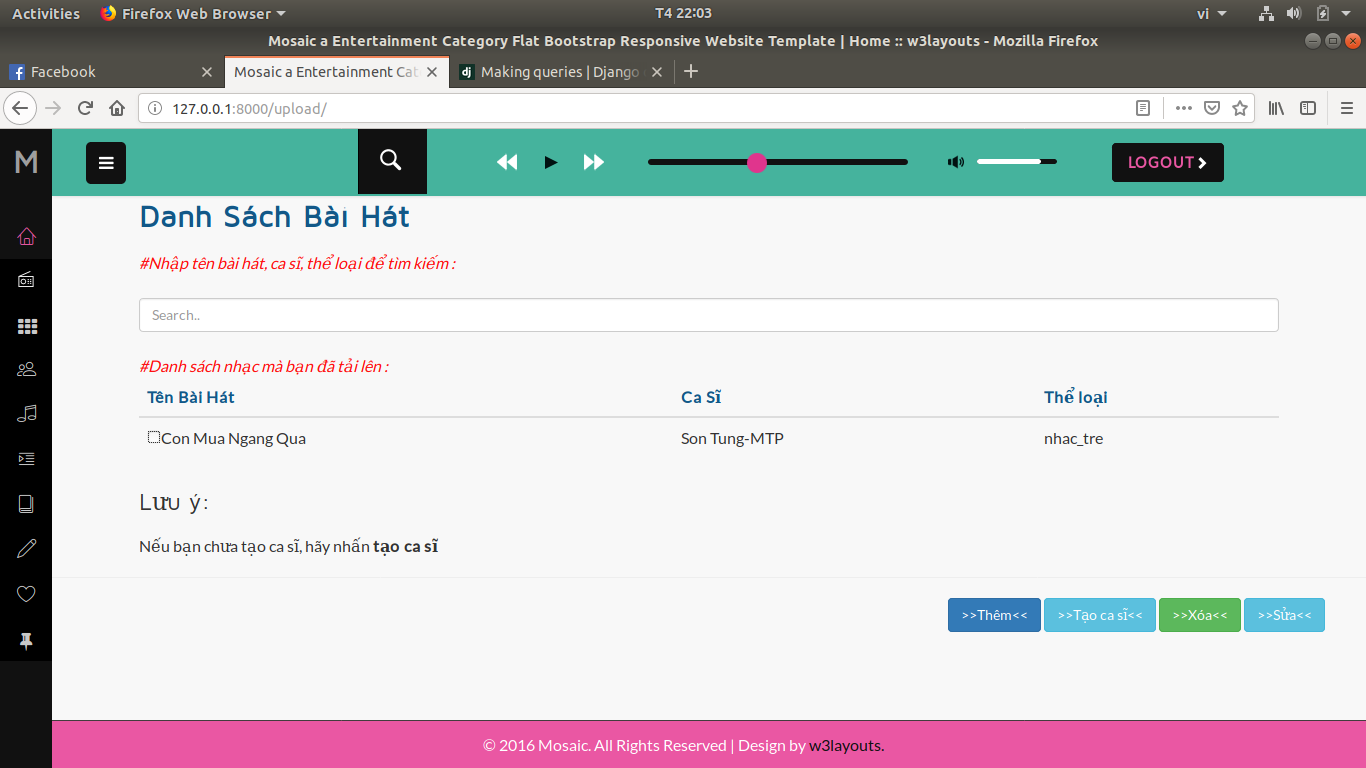 Activities Firefox Web Browser T4 22:03 vi
Mosaic a Entertainment Category Flat Bootstrap Responsive Website Template | Home :: w3layouts - Mozilla Firefox
Facebook Mosaic a Entertainment Cat Making queries | Django
127.0.0.1:8000/upload/
M LOGOUT
Danh Sách Bài Hát
#Nhập tên bài hát, ca sĩ, thể loại để tìm kiếm :
Search..
#Danh sách nhạc mà bạn đã tải lên :
Tên Bài Hát Ca Sĩ Thể loại
Con Mua Ngang Qua Son Tung-MTP nhac_tre
Lưu ý:
Nếu bạn chưa tạo ca sĩ, hãy nhấn tạo ca sĩ
>>Thêm<< >>Tạo ca sĩ<< >>Xóa<< >>Sửa<<
© 2016 Mosaic. All Rights Reserved | Design by w3layouts.